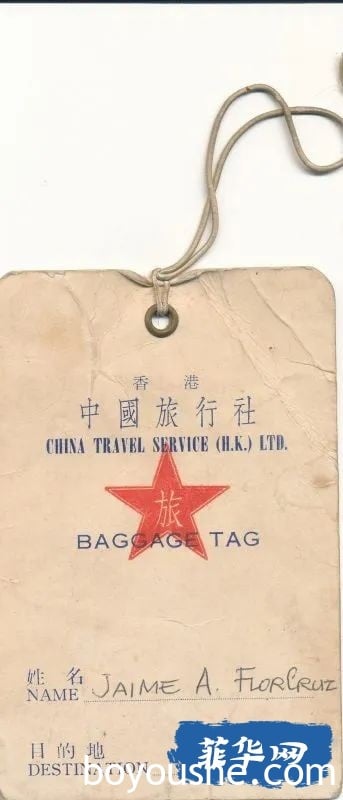 香 港
中國旅行社
CHINA TRAVEL SERVICE (H.K.) LTD.
旅
BAGGAGE TAG
姓 名
NAME JAIME A. FLORCRUZ
目的地
DESTINATION
菲华网
boyoushe.com